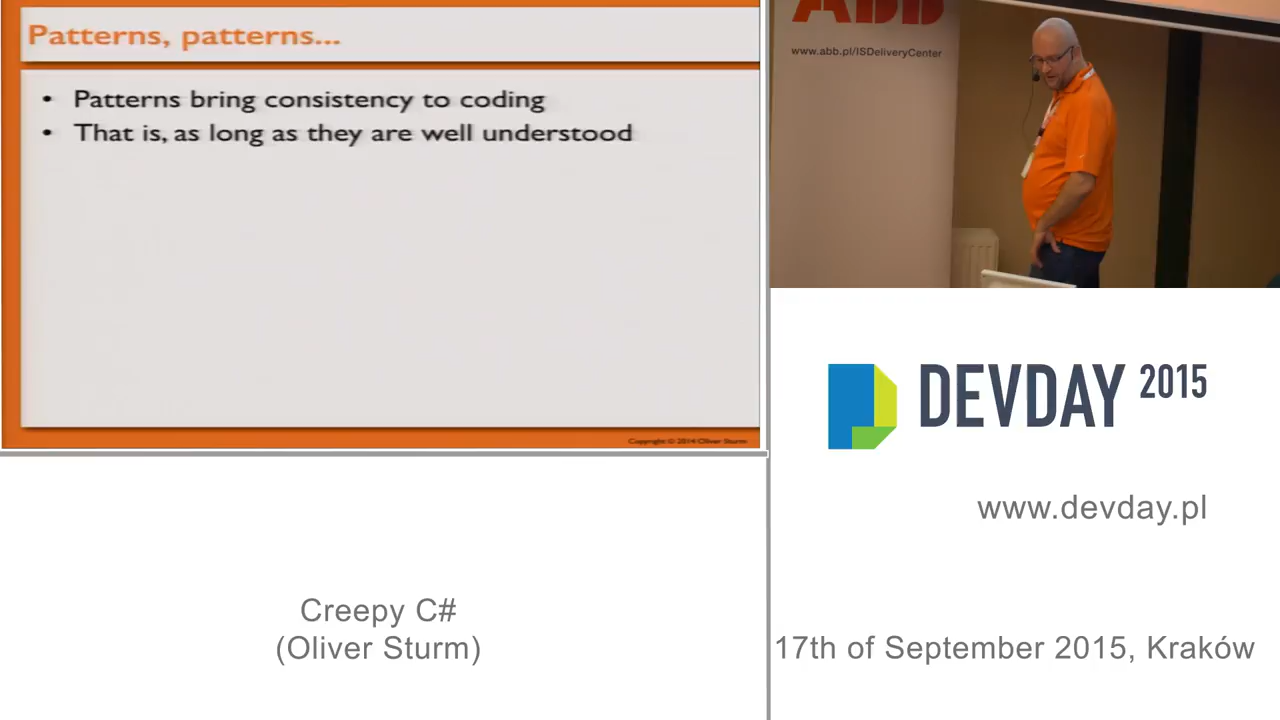 Patterns, patterns...
• Patterns bring consistency to coding
• That is, as long as they are well understood
Copyright © 2014 Oliver Sturm
ABB
www.abb.pl/ISDeliveryCenter
DEVDAY 2015
www.devday.pl
Creepy C#
(Oliver Sturm)
17th of September 2015, Kraków